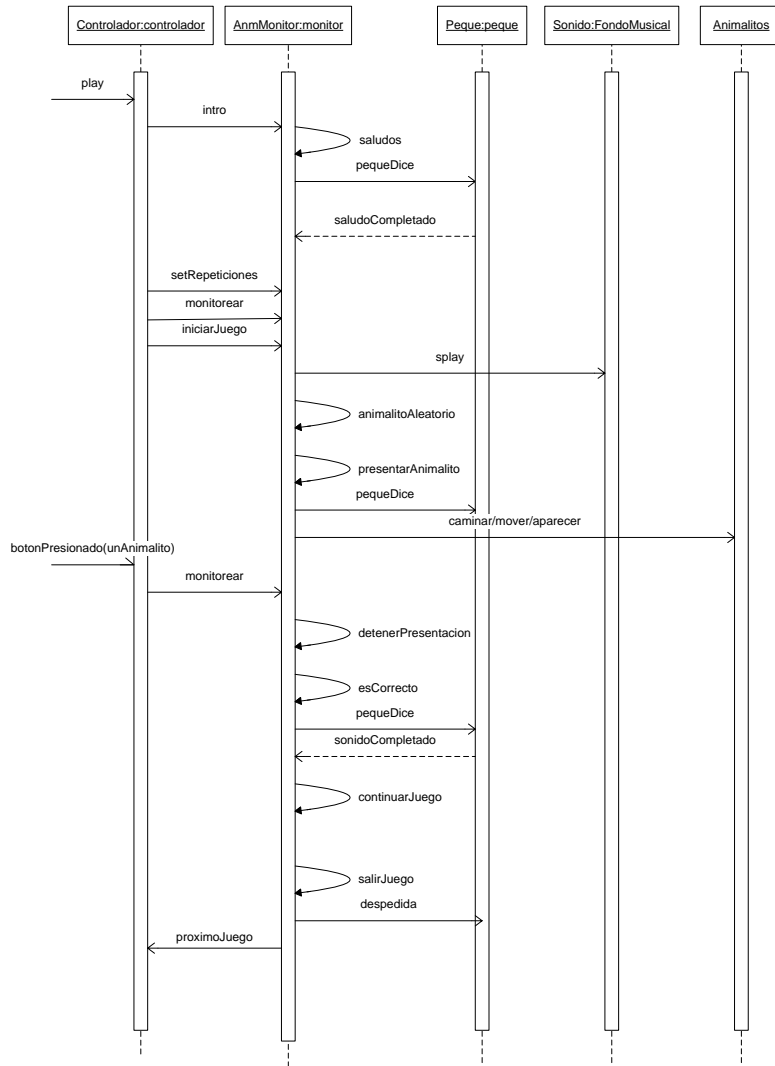 Controlador:controlador
AnmMonitor:monitor
Peque:peque
Sonido:FondoMusical
Animalitos
play
intro
saludos
pequeDice
saludoCompletado
setRepeticiones
monitorear
iniciarJuego
splay
animalitoAleatorio
presentarAnimalito
pequeDice
caminar/mover/aparecer
botonPresionado(unAnimalito)
monitorear
detenerPresentacion
esCorrecto
pequeDice
sonidoCompletado
continuarJuego
salirJuego
despedida
proximoJuego